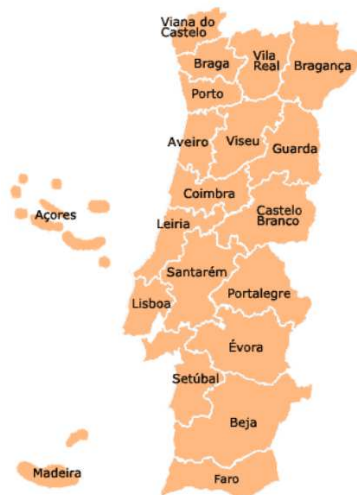 Viana do
Castelo
Braga
Vila
Real
Bragança
Porto
Aveiro
Viseu
Guarda
Coimbra
Açores
Castelo
Branco
Leiria
Santarém
Lisboa
Portalegre
Évora
Setúbal
Beja
Madeira
Faro